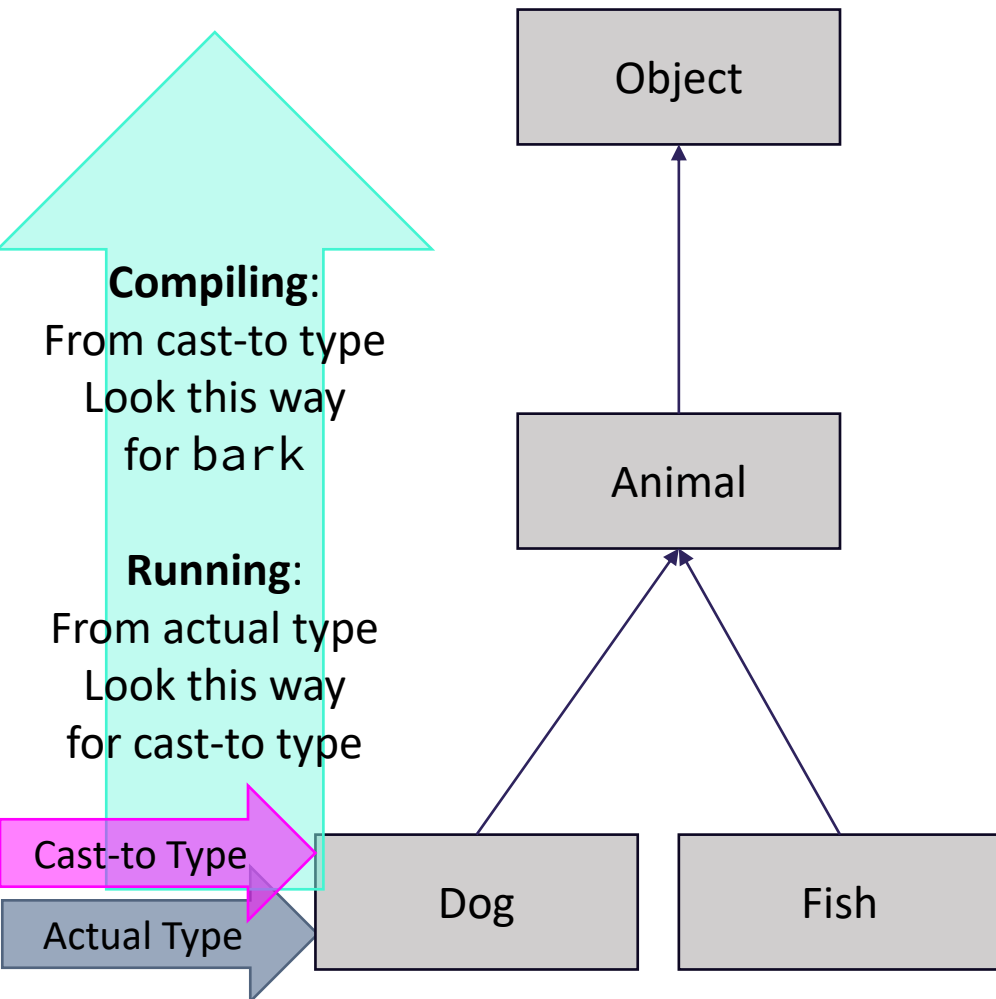 Object
Compiling:
From cast-to type
Look this way
for bark
Animal
Running:
From actual type
Look this way
for cast-to type
Cast-to Type
Actual Type
Dog
Fish